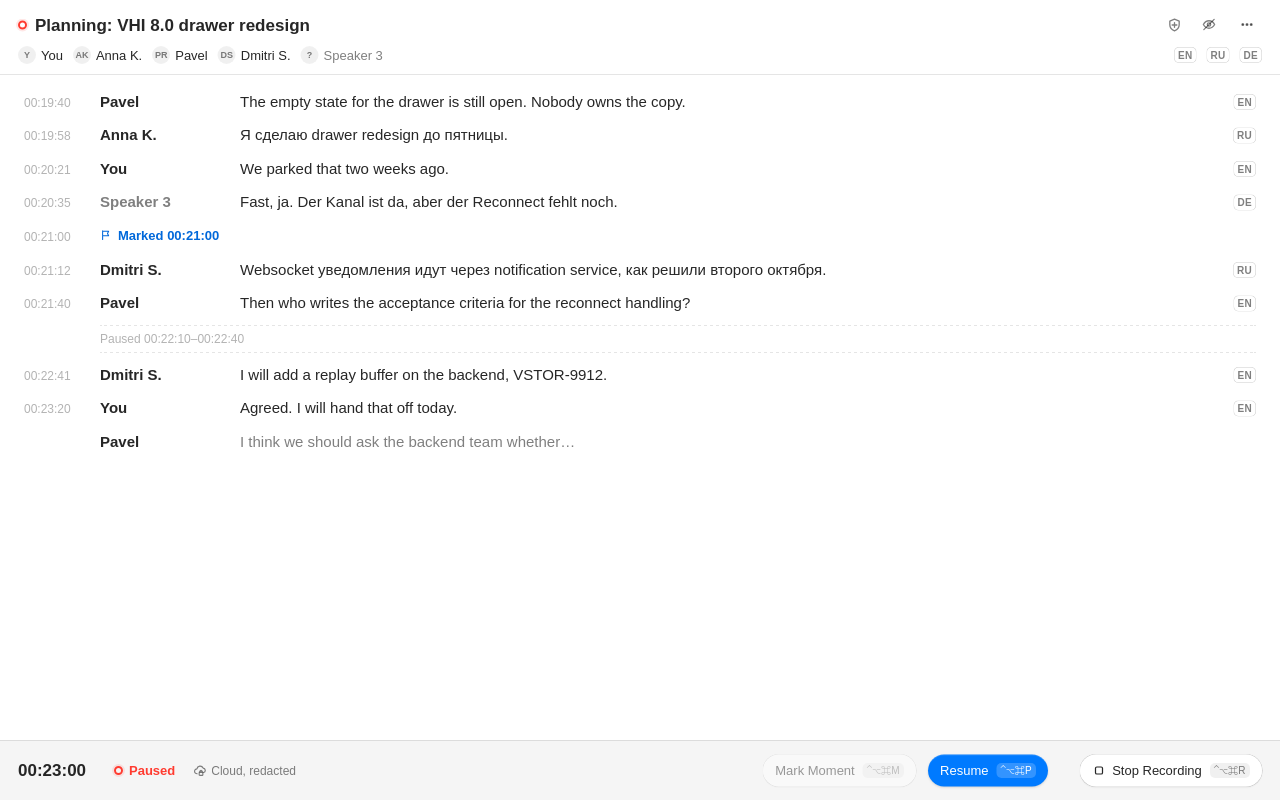 Planning: VHI 8.0 drawer redesign
Y You AK Anna K. PR Pavel DS Dmitri S. ? Speaker 3 EN RU DE
00:19:40 Pavel The empty state for the drawer is still open. Nobody owns the copy. EN
00:19:58 Anna K. Я сделаю drawer redesign до пятницы. RU
00:20:21 You We parked that two weeks ago. EN
00:20:35 Speaker 3 Fast, ja. Der Kanal ist da, aber der Reconnect fehlt noch. DE
00:21:00 Marked 00:21:00
00:21:12 Dmitri S. Websocket уведомления идут через notification service, как решили второго октября. RU
00:21:40 Pavel Then who writes the acceptance criteria for the reconnect handling? EN
Paused 00:22:10–00:22:40
00:22:41 Dmitri S. I will add a replay buffer on the backend, VSTOR-9912. EN
00:23:20 You Agreed. I will hand that off today. EN
Pavel I think we should ask the backend team whether…
00:23:00 Paused Cloud, redacted Mark Moment ^⌥⌘M Resume ^⌥⌘P Stop Recording ^⌥⌘R